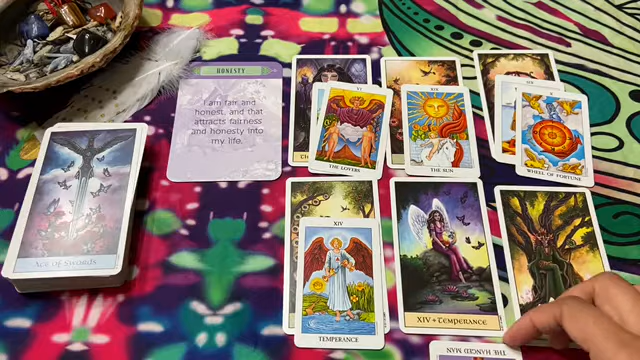 HONESTY
I am fair and
honest, and that
attracts fairness
and honesty into
my life.
VI
THE LOVERS
XIX
THE SUN
WHEEL OF FORTUNE
ACE OF SWORDS
XIV
TEMPERANCE
XIV TEMPERANCE
THE HANGED MAN